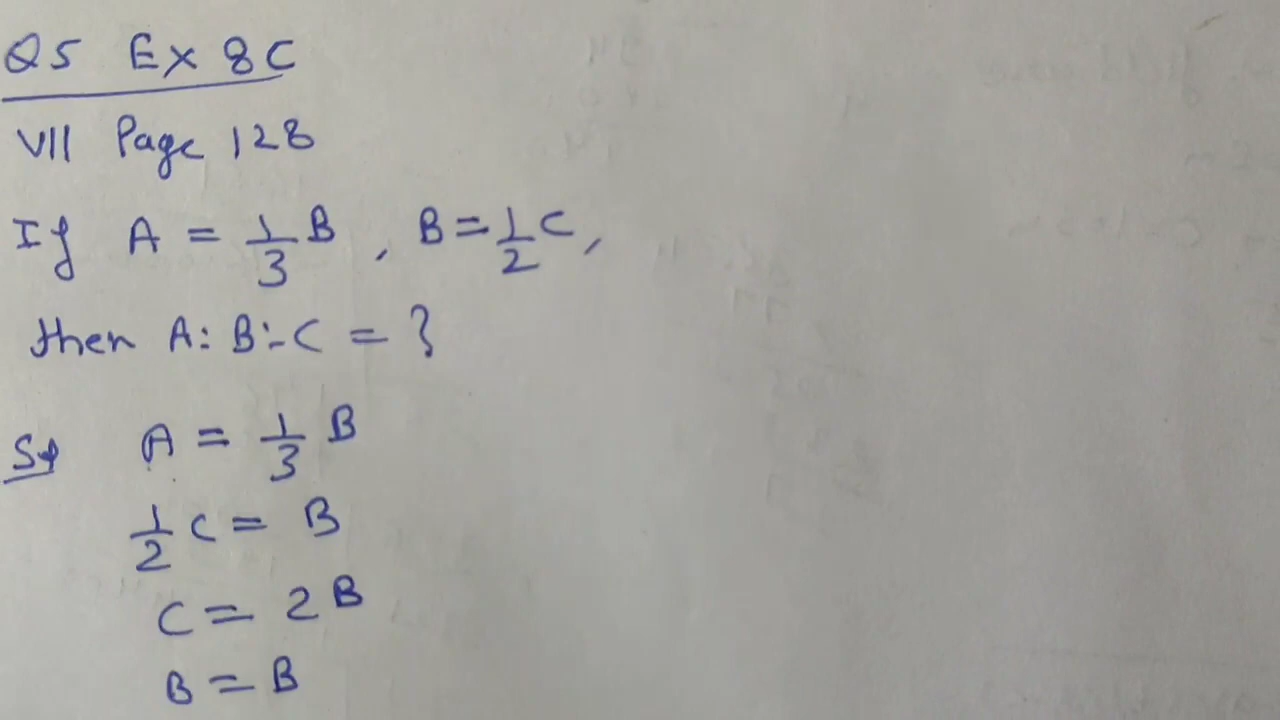 Q5 Ex 8C
VII Page 128
If A = 1/3 B , B = 1/2 C ,
then A : B : C = ?
Sol A = 1/3 B
1/2 C = B
C = 2B
B = B